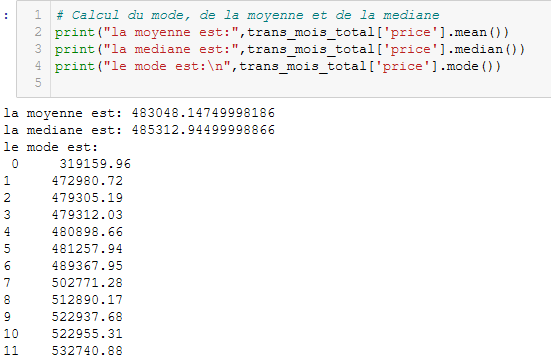 :
1 # Calcul du mode, de la moyenne et de la mediane
2 print("la moyenne est:",trans_mois_total['price'].mean())
3 print("la mediane est:",trans_mois_total['price'].median())
4 print("le mode est:\n",trans_mois_total['price'].mode())
5
la moyenne est: 483048.14749998186
la mediane est: 485312.94499998866
le mode est:
0 319159.96
1 472980.72
2 479305.19
3 479312.03
4 480898.66
5 481257.94
6 489367.95
7 502771.28
8 512890.17
9 522937.68
10 522955.31
11 532740.88